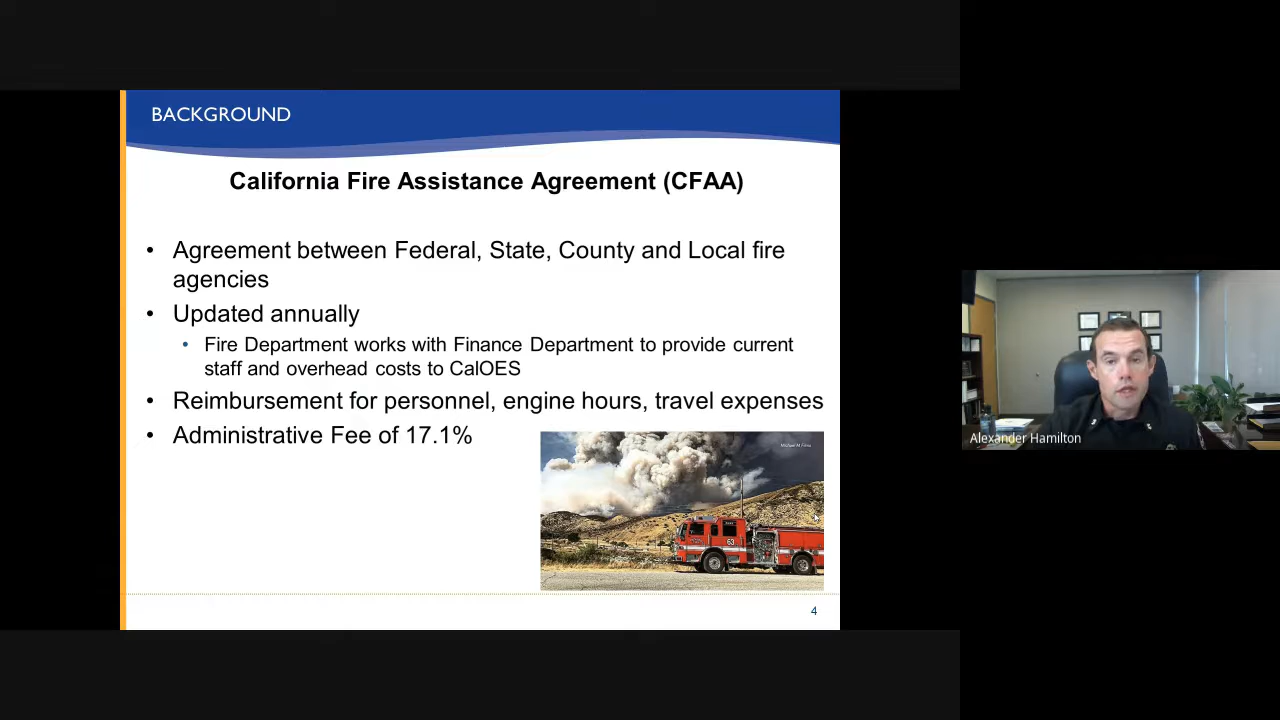 BACKGROUND
California Fire Assistance Agreement (CFAA)
• Agreement between Federal, State, County and Local fire
agencies
• Updated annually
• Fire Department works with Finance Department to provide current
staff and overhead costs to CalOES
• Reimbursement for personnel, engine hours, travel expenses
• Administrative Fee of 17.1%
63
4
Alexander Hamilton